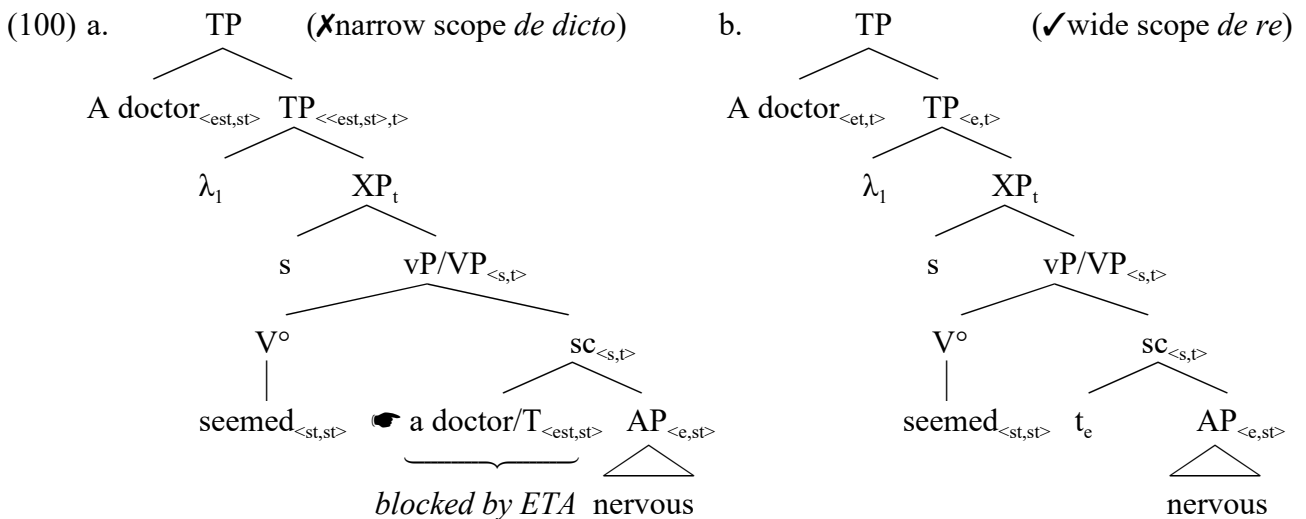 (100) a. TP (✗narrow scope de dicto) b. TP (✓wide scope de re)
A doctor<est,st> TP<<est,st>,t> A doctor<et,t> TP<e,t>
λ1 XPt λ1 XPt
s vP/VP<s,t> s vP/VP<s,t>
V° sc<s,t> V° sc<s,t>
seemed<st,st> ☛ a doctor/T<est,st> AP<e,st> seemed<st,st> te AP<e,st>
blocked by ETA nervous nervous